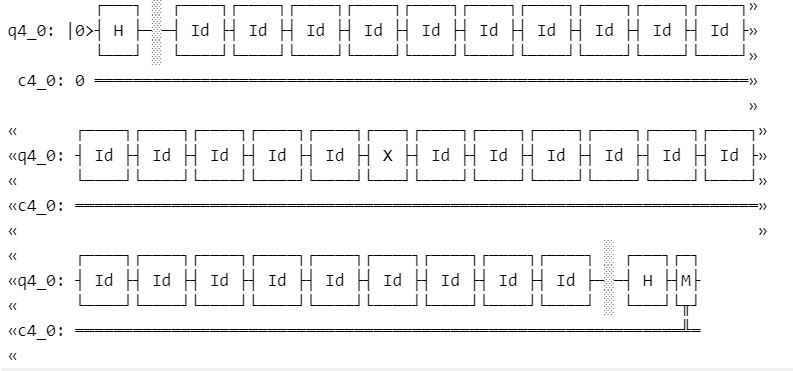 »
q4_0: |0> H Id Id Id Id Id Id Id Id Id Id »
»
c4_0: 0 »
»
« »
«q4_0: Id Id Id Id Id X Id Id Id Id Id Id »
« »
«c4_0: »
« »
«
«q4_0: Id Id Id Id Id Id Id Id Id H M
«
«c4_0:
«